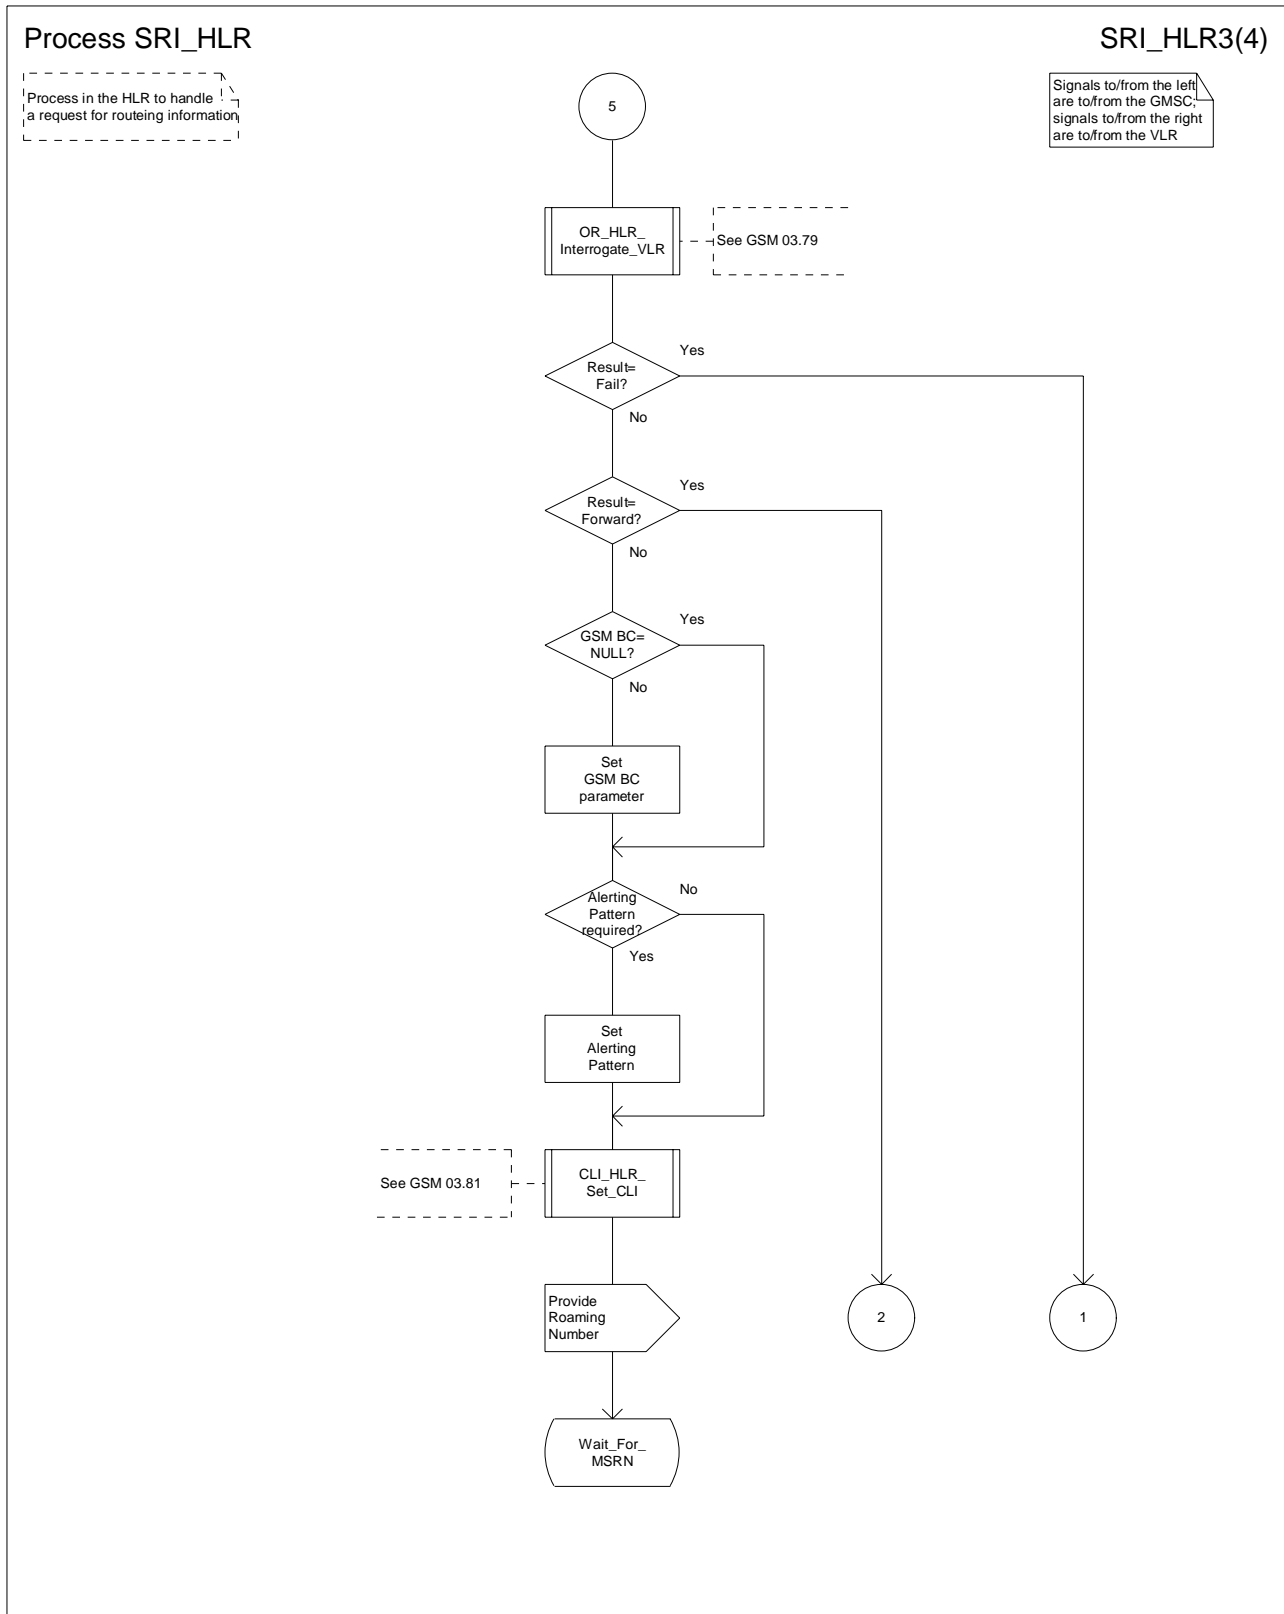 Process SRI_HLR
SRI_HLR3(4)
Process in the HLR to handle
a request for routeing information
Signals to/from the left
are to/from the GMSC;
signals to/from the right
are to/from the VLR
5
OR_HLR_
Interrogate_VLR
See GSM 03.79
Yes
Result=
Fail?
No
Yes
Result=
Forward?
No
Yes
GSM BC=
NULL?
No
Set
GSM BC
parameter
No
Alerting
Pattern
required?
Yes
Set
Alerting
Pattern
See GSM 03.81
CLI_HLR_
Set_CLI
Provide
Roaming
Number
2
1
Wait_For_
MSRN